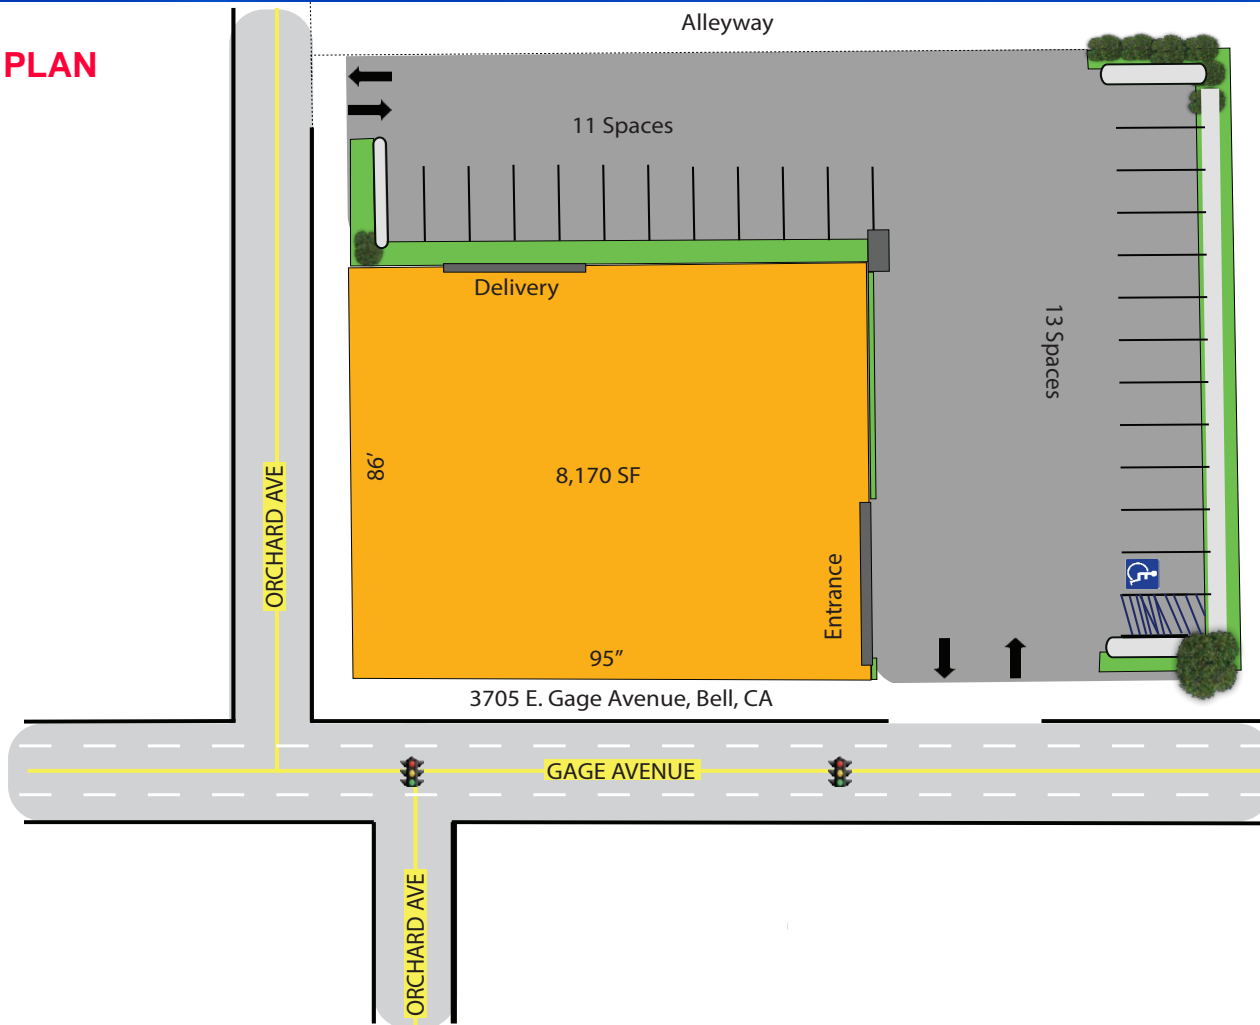 PLAN
Alleyway
11 Spaces
Delivery
13 Spaces
86’
8,170 SF
ORCHARD AVE
Entrance
95”
3705 E. Gage Avenue, Bell, CA
GAGE AVENUE
ORCHARD AVE